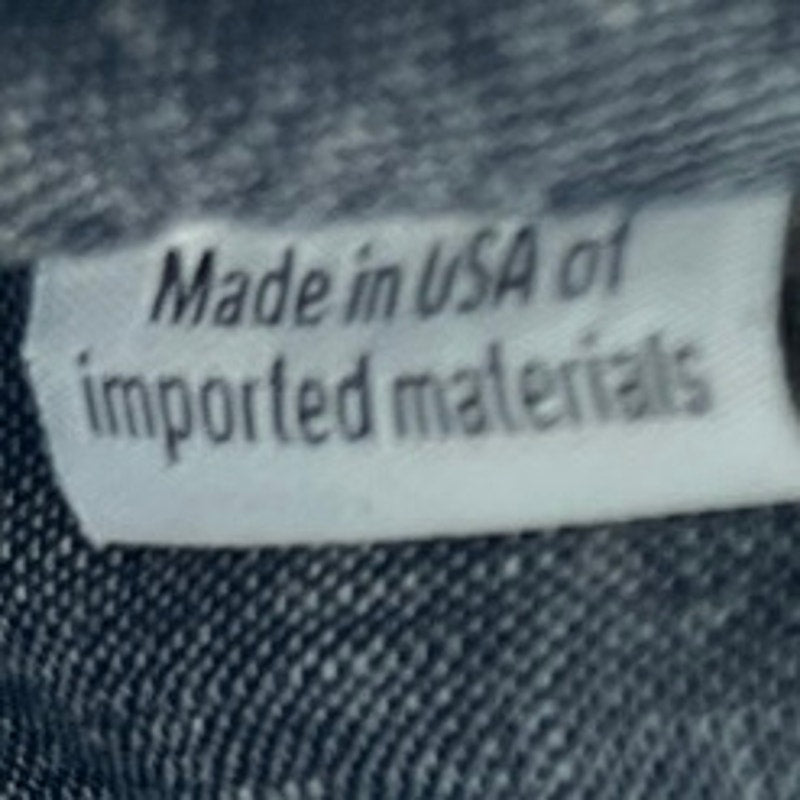 Made in USA of
imported materials